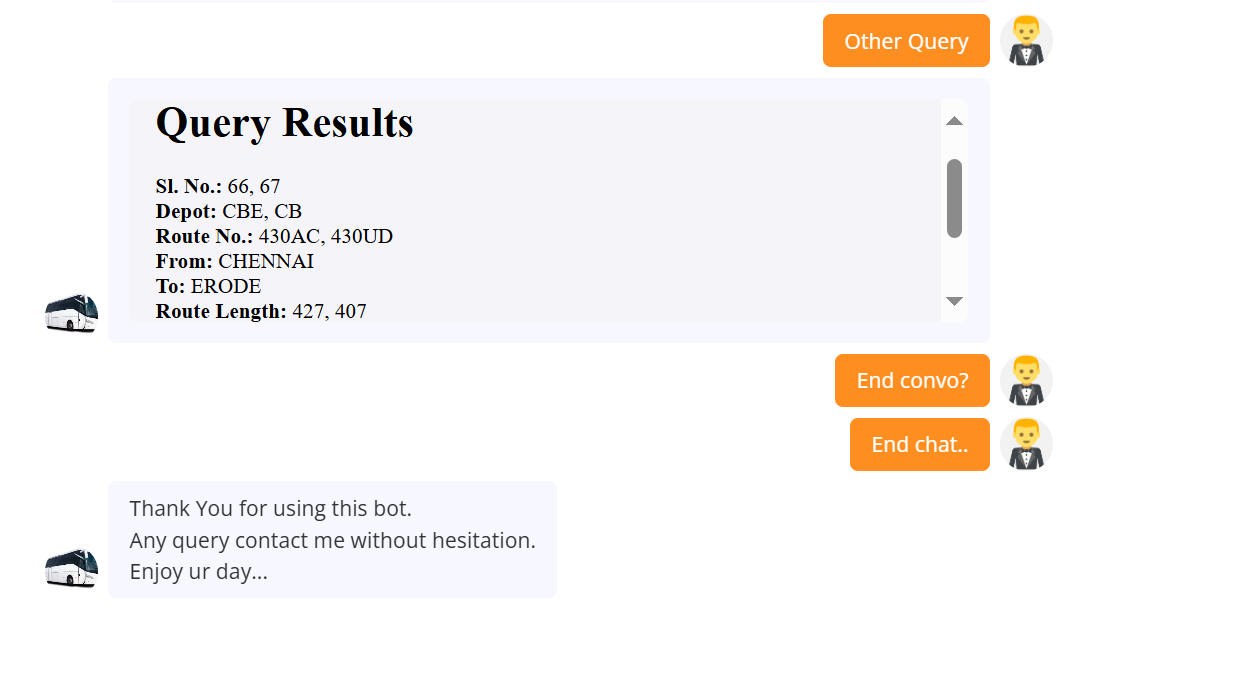 Other Query
Query Results
Sl. No.: 66, 67
Depot: CBE, CB
Route No.: 430AC, 430UD
From: CHENNAI
To: ERODE
Route Length: 427, 407
End convo?
End chat..
Thank You for using this bot.
Any query contact me without hesitation.
Enjoy ur day...